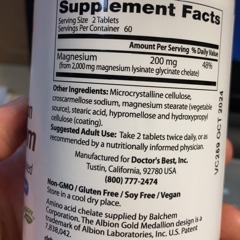 Supplement Facts
Serving Size 2 Tablets
Servings Per Container 60
Amount Per Serving % Daily Value
Magnesium 200 mg 48%
(from 2,000 mg magnesium lysinate glycinate chelate)
Other Ingredients: Microcrystalline cellulose,
croscarmellose sodium, magnesium stearate (vegetable
source), stearic acid, hypromellose and hydroxypropyl
cellulose (coating).
Suggested Adult Use: Take 2 tablets twice daily, or as
recommended by a nutritionally informed physician.
Manufactured for Doctor's Best, Inc.
Tustin, California, 92780 USA
(800) 777-2474
Non-GMO / Gluten Free / Soy Free / Vegan
Store in a cool dry place.
Amino acid chelate supplied by Balchem
Corporation. The Albion Gold Medallion design is a
trademark of Albion Laboratories, Inc. U.S. Patent
7,838,042.
OCT 2024